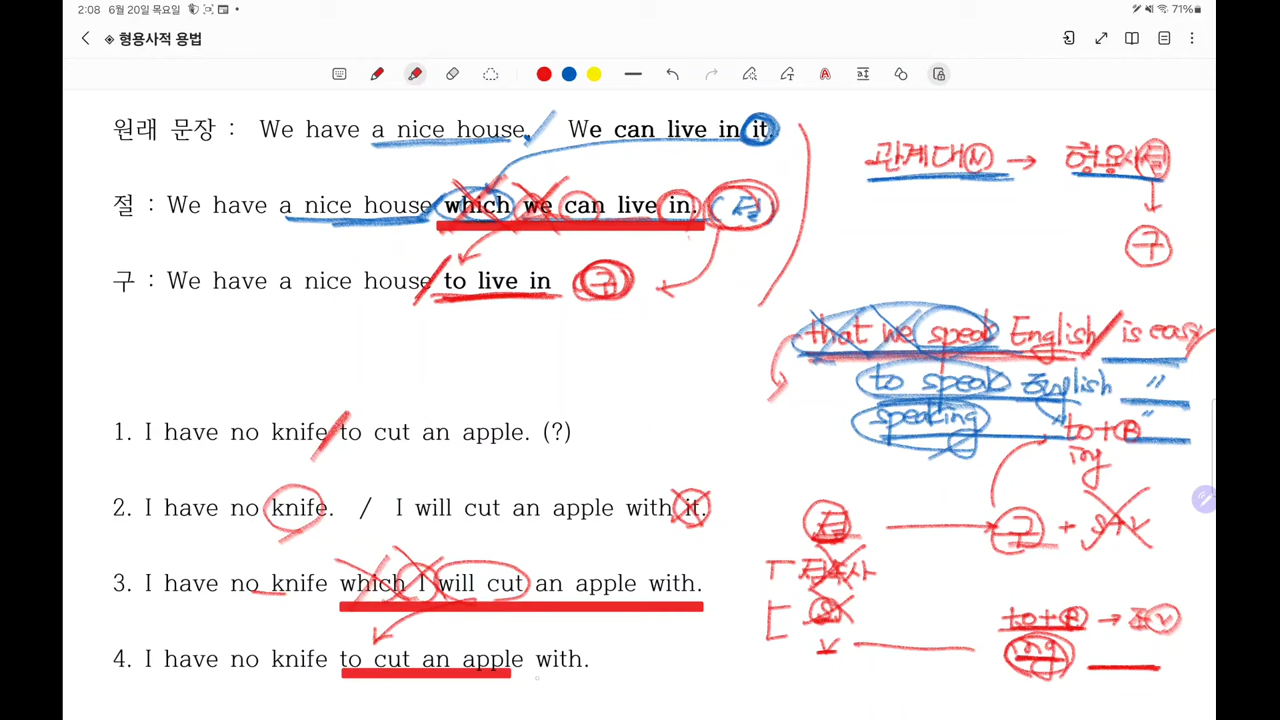 2:08 6월 20일 목요일 71%
형용사적 용법
원래 문장 : We have a nice house. We can live in it.
관계대(N) → 형용사절
절 : We have a nice house which we can live in. (절)
구
구 : We have a nice house to live in 구
that we speak English / is easy
to speak English 〃
speaking 〃
to+R
ing
1. I have no knife to cut an apple. (?)
2. I have no knife. / I will cut an apple with it.
절 → 구 + S+V
접속사
3. I have no knife which I will cut an apple with.
S
V
to+R → 준V
ing
4. I have no knife to cut an apple with.